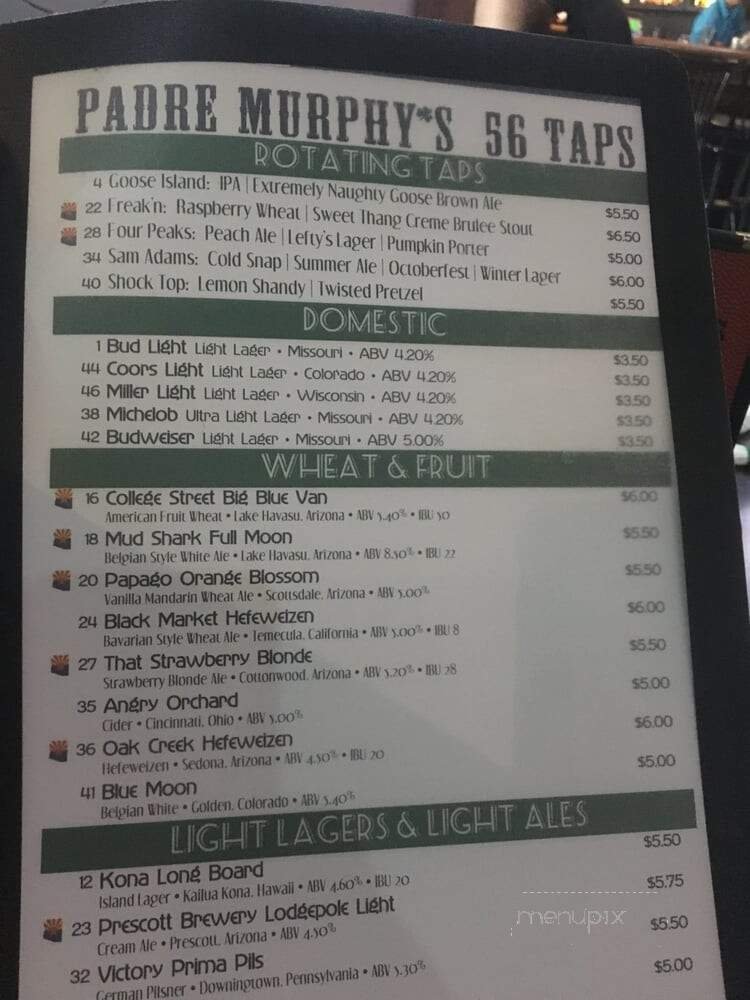 PADRE MURPHY*S 56 TAPS
ROTATING TAPS
4 Goose Island: IPA | Extremely Naughty Goose Brown Ale $5.50
22 Freak'n: Raspberry Wheat | Sweet Thang Creme Brulee Stout $6.50
28 Four Peaks: Peach Ale | Lefty's Lager | Pumpkin Porter $5.00
34 Sam Adams: Cold Snap | Summer Ale | Octoberfest | Winter Lager $6.00
40 Shock Top: Lemon Shandy | Twisted Pretzel $5.50
DOMESTIC
1 Bud Light Light Lager • Missouri • ABV 4.20% $3.50
44 Coors Light Light Lager • Colorado • ABV 4.20% $3.50
46 Miller Light Light Lager • Wisconsin • ABV 4.20% $3.50
38 Michelob Ultra Light Lager • Missouri • ABV 4.20% $3.50
42 Budweiser Light Lager • Missouri • ABV 5.00% $3.50
WHEAT & FRUIT
16 College Street Big Blue Van $6.00
American Fruit Wheat • Lake Havasu, Arizona • ABV 5.40% • IBU 50
18 Mud Shark Full Moon $5.50
Belgian Style White Ale • Lake Havasu, Arizona • ABV 8.50% • IBU 22
20 Papago Orange Blossom $5.50
Vanilla Mandarin Wheat Ale • Scottsdale, Arizona • ABV 5.00%
24 Black Market Hefeweizen $6.00
Bavarian Style Wheat Ale • Temecula, California • ABV 5.00% • IBU 8
27 That Strawberry Blonde $5.50
Strawberry Blonde Ale • Cottonwood, Arizona • ABV 5.20% • IBU 28
35 Angry Orchard $5.00
Cider • Cincinnati, Ohio • ABV 5.00%
36 Oak Creek Hefeweizen $6.00
Hefeweizen • Sedona, Arizona • ABV 4.50% • IBU 20
41 Blue Moon $5.00
Belgian White • Golden, Colorado • ABV 5.40%
LIGHT LAGERS & LIGHT ALES
12 Kona Long Board $5.50
Island Lager • Kailua Kona, Hawaii • ABV 4.60% • IBU 20
23 Prescott Brewery Lodgepole Light $5.75
Cream Ale • Prescott, Arizona • ABV 4.50%
32 Victory Prima Pils $5.50
German Pilsner • Downingtown, Pennsylvania • ABV 5.30%
$5.00
menupix